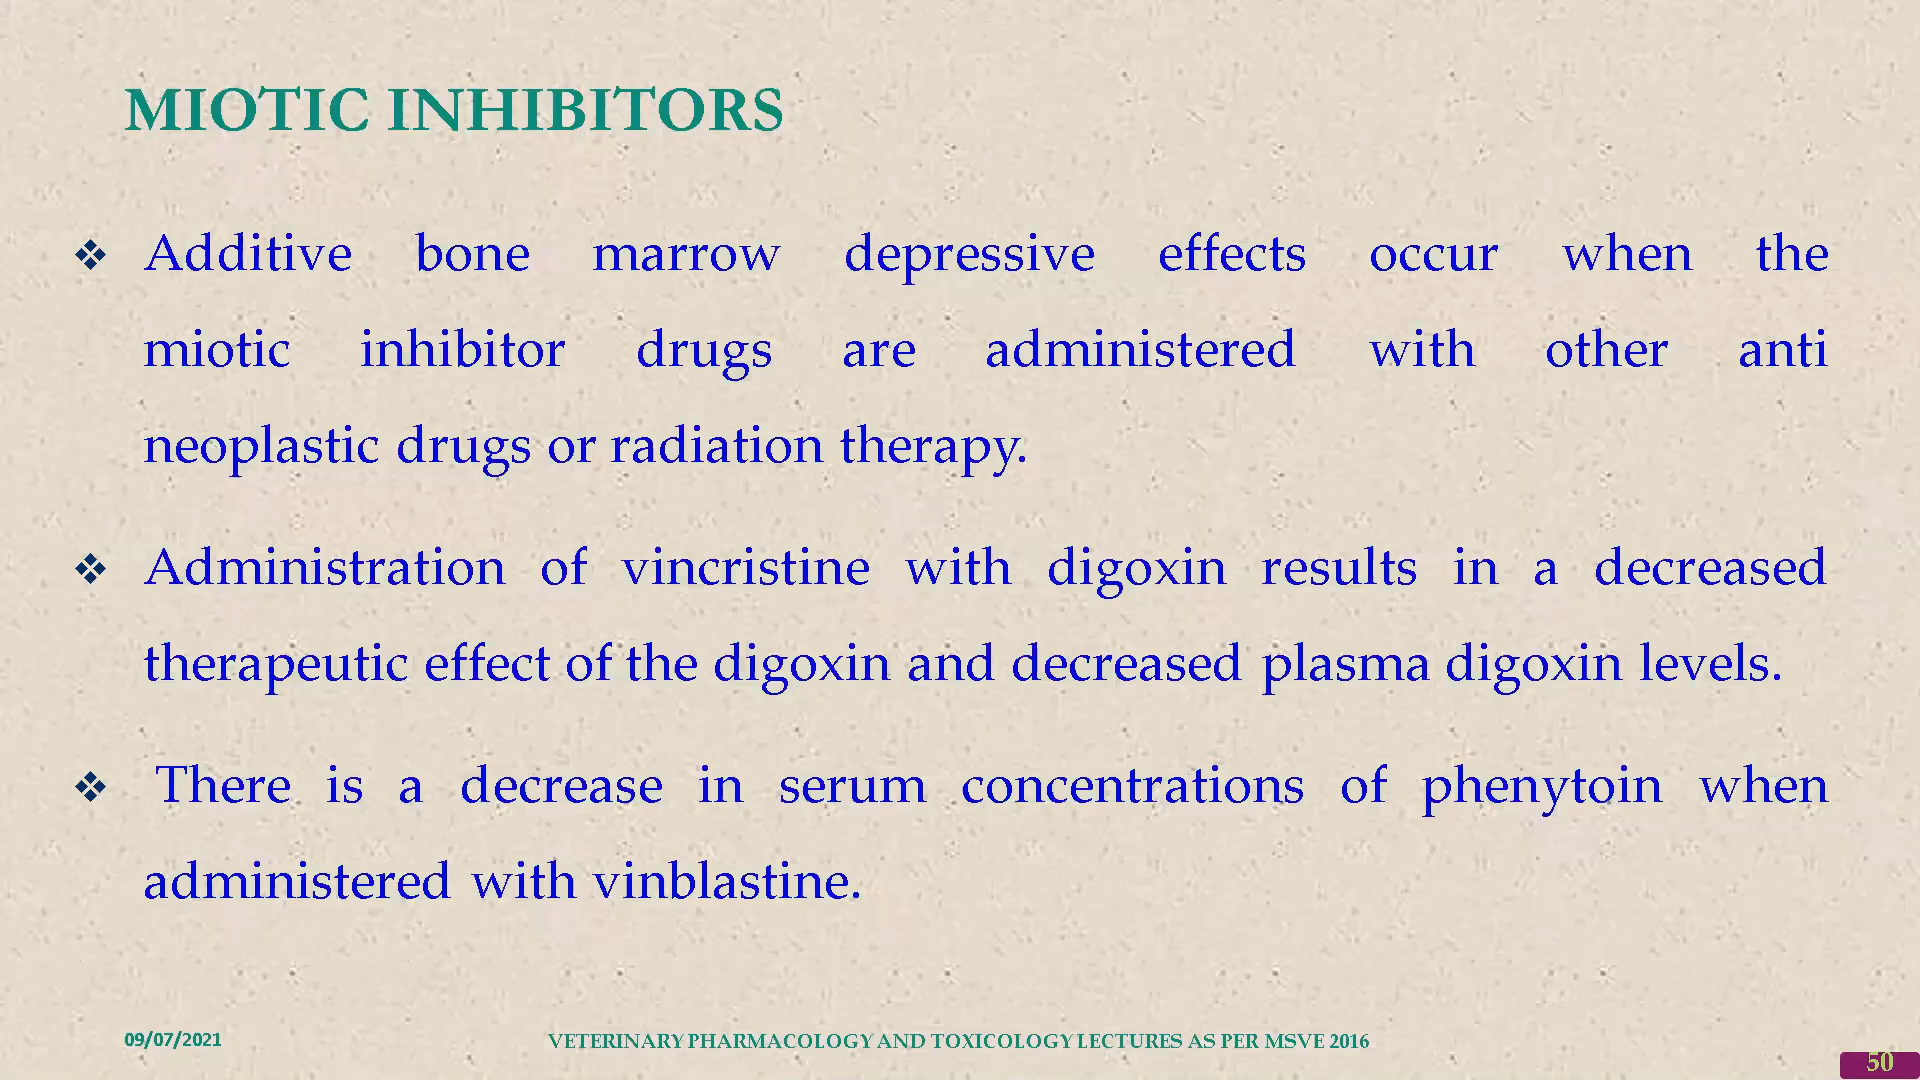 MIOTIC INHIBITORS
❖ Additive bone marrow depressive effects occur when the
miotic inhibitor drugs are administered with other anti
neoplastic drugs or radiation therapy.
❖ Administration of vincristine with digoxin results in a decreased
therapeutic effect of the digoxin and decreased plasma digoxin levels.
❖ There is a decrease in serum concentrations of phenytoin when
administered with vinblastine.
09/07/2021
VETERINARY PHARMACOLOGY AND TOXICOLOGY LECTURES AS PER MSVE 2016
50